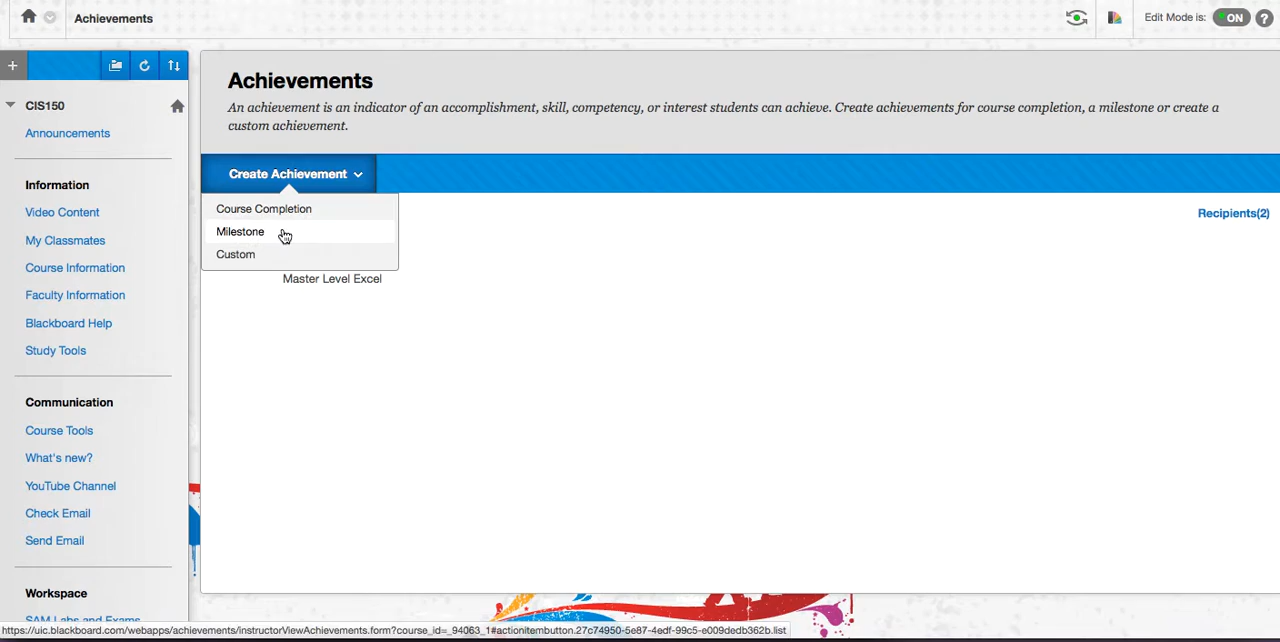 Achievements
Edit Mode is:
ON
?
+
CIS150
Announcements
Information
Video Content
My Classmates
Course Information
Faculty Information
Blackboard Help
Study Tools
Communication
Course Tools
What's new?
YouTube Channel
Check Email
Send Email
Workspace
SAM Labs and Exams
Achievements
An achievement is an indicator of an accomplishment, skill, competency, or interest students can achieve. Create achievements for course completion, a milestone or create a
custom achievement.
Create Achievement
Course Completion
Milestone
Custom
Master Level Excel
Recipients(2)
https://uic.blackboard.com/webapps/achievements/instructorViewAchievements.form?course_id=_94063_1#actionitembutton.27c74950-5e87-4edf-99c5-e009dedb362b.list